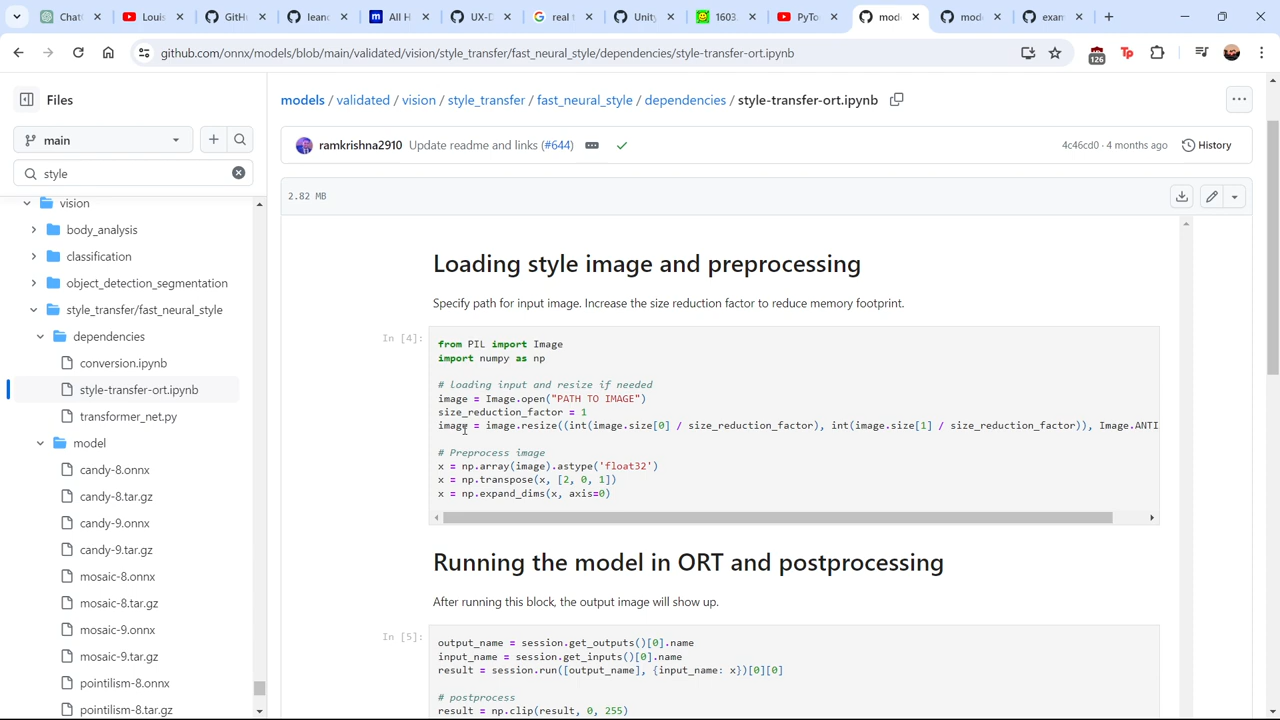 ChatG
Louis
GitHu
leanc
All H
UX-D
real t
Unity
1603.
PyTo
mod
mod
exam
github.com/onnx/models/blob/main/validated/vision/style_transfer/fast_neural_style/dependencies/style-transfer-ort.ipynb
126
Tp
Files
main
style
vision
body_analysis
classification
object_detection_segmentation
style_transfer/fast_neural_style
dependencies
conversion.ipynb
style-transfer-ort.ipynb
transformer_net.py
model
candy-8.onnx
candy-8.tar.gz
candy-9.onnx
candy-9.tar.gz
mosaic-8.onnx
mosaic-8.tar.gz
mosaic-9.onnx
mosaic-9.tar.gz
pointilism-8.onnx
pointilism-8.tar.gz
models / validated / vision / style_transfer / fast_neural_style / dependencies / style-transfer-ort.ipynb
ramkrishna2910 Update readme and links (#644)
4c46cd0 · 4 months ago
History
2.82 MB
Loading style image and preprocessing
Specify path for input image. Increase the size reduction factor to reduce memory footprint.
In [4]:
from PIL import Image
import numpy as np
# loading input and resize if needed
image = Image.open("PATH TO IMAGE")
size_reduction_factor = 1
image = image.resize((int(image.size[0] / size_reduction_factor), int(image.size[1] / size_reduction_factor)), Image.ANTI
# Preprocess image
x = np.array(image).astype('float32')
x = np.transpose(x, [2, 0, 1])
x = np.expand_dims(x, axis=0)
Running the model in ORT and postprocessing
After running this block, the output image will show up.
In [5]:
output_name = session.get_outputs()[0].name
input_name = session.get_inputs()[0].name
result = session.run([output_name], {input_name: x})[0][0]
# postprocess
result = np.clip(result, 0, 255)